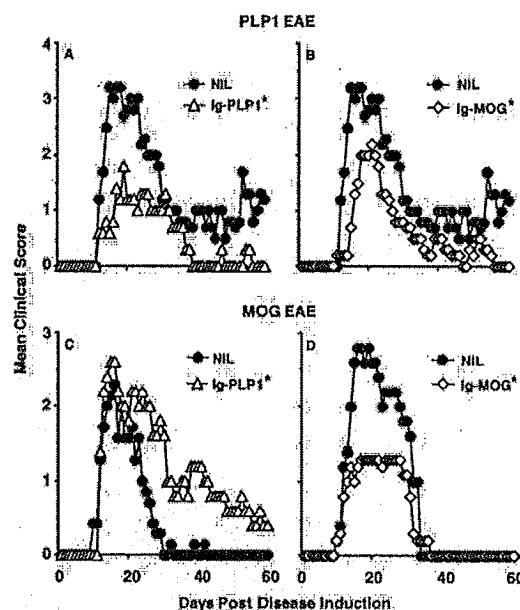 PLP1 EAE
A
NIL
Ig-PLP1*
B
NIL
Ig-MOG*
4
3
2
1
0
Mean Clinical Score
MOG EAE
C
NIL
Ig-PLP1*
D
NIL
Ig-MOG*
3
2
1
0
0 20 40 60 0 20 40 60
Days Post Disease Induction